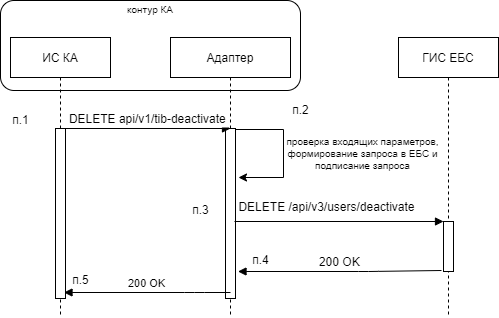 контур КА
ИС КА
Адаптер
ГИС ЕБС
п.1
DELETE api/v1/tib-deactivate
п.2
проверка входящих параметров,
формирование запроса в ЕБС и
подписание запроса
п.3
DELETE /api/v3/users/deactivate
п.4
200 OK
п.5
200 OK